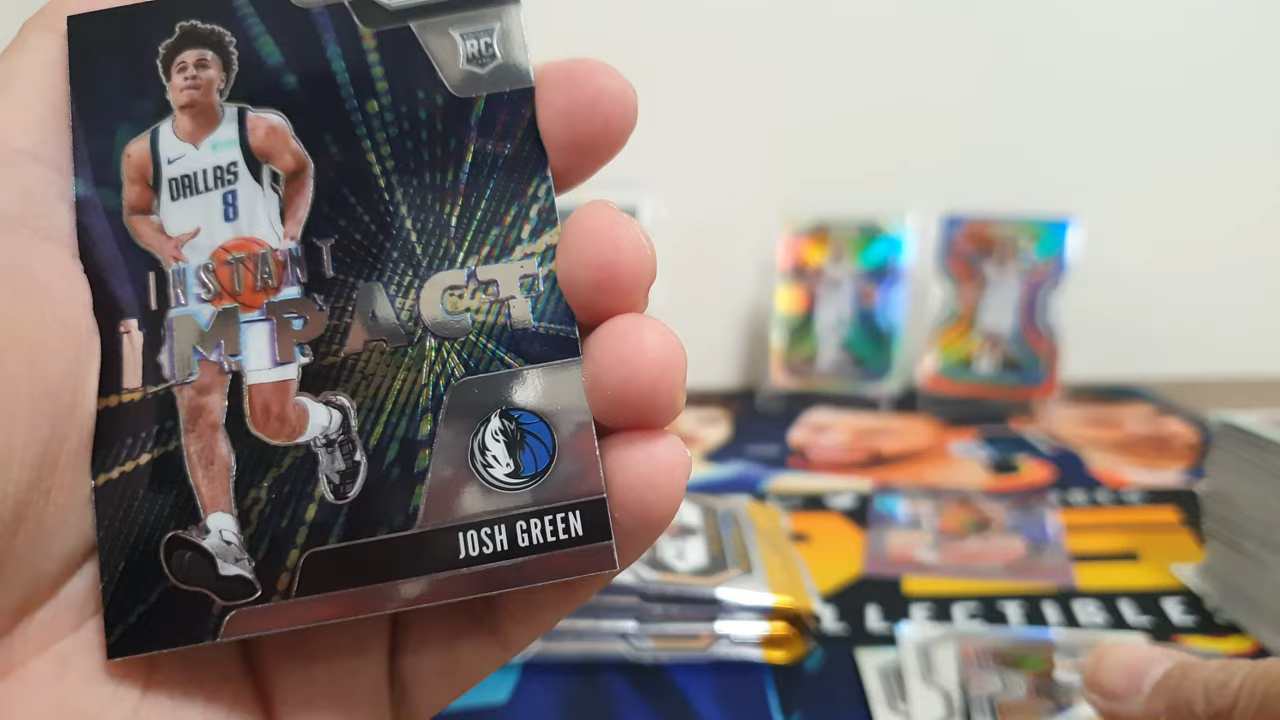 RC
DALLAS
8
INSTANT
IMPACT
JOSH GREEN
LLECTIBLE